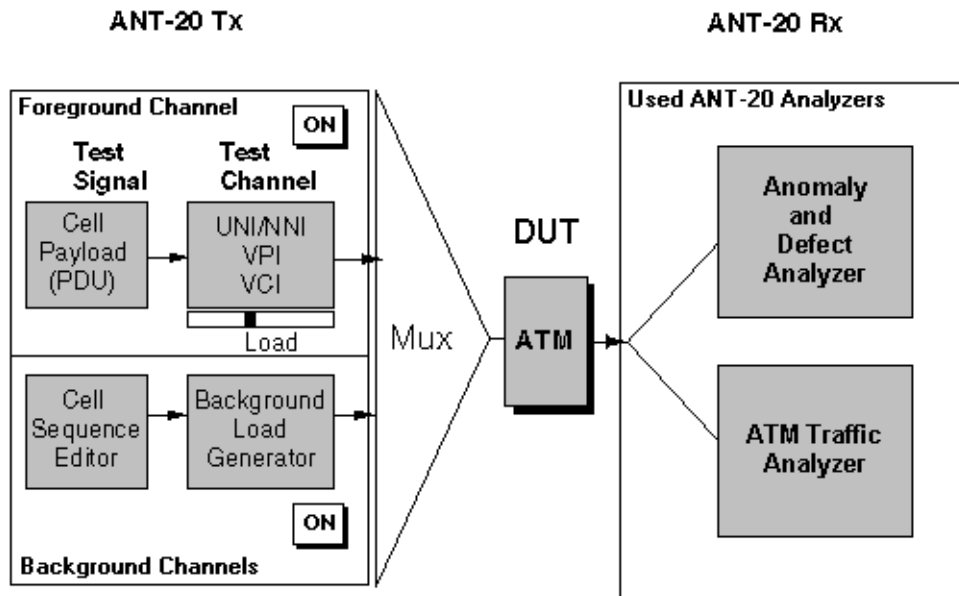 ANT-20 Tx
ANT-20 Rx
Foreground Channel
ON
Test
Signal
Test
Channel
Cell
Payload
(PDU)
UNI/NNI
VPI
VCI
Load
Cell
Sequence
Editor
Background
Load
Generator
ON
Background Channels
Mux
DUT
ATM
Used ANT-20 Analyzers
Anomaly
and
Defect
Analyzer
ATM Traffic
Analyzer